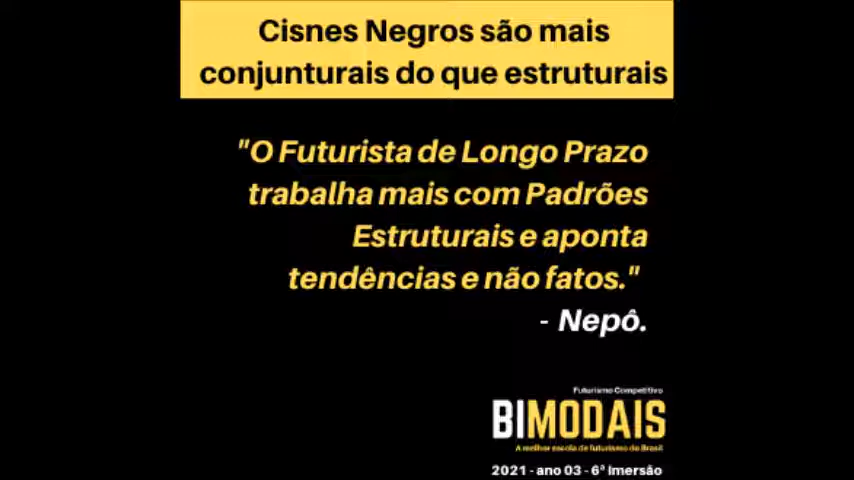 Cisnes Negros são mais
conjunturais do que estruturais
"O Futurista de Longo Prazo
trabalha mais com Padrões
Estruturais e aponta
tendências e não fatos."
- Nepô.
Futurismo Competitivo
BIMODAIS
A melhor escola de futurismo do Brasil
2021 - ano 03 - 6ª Imersão